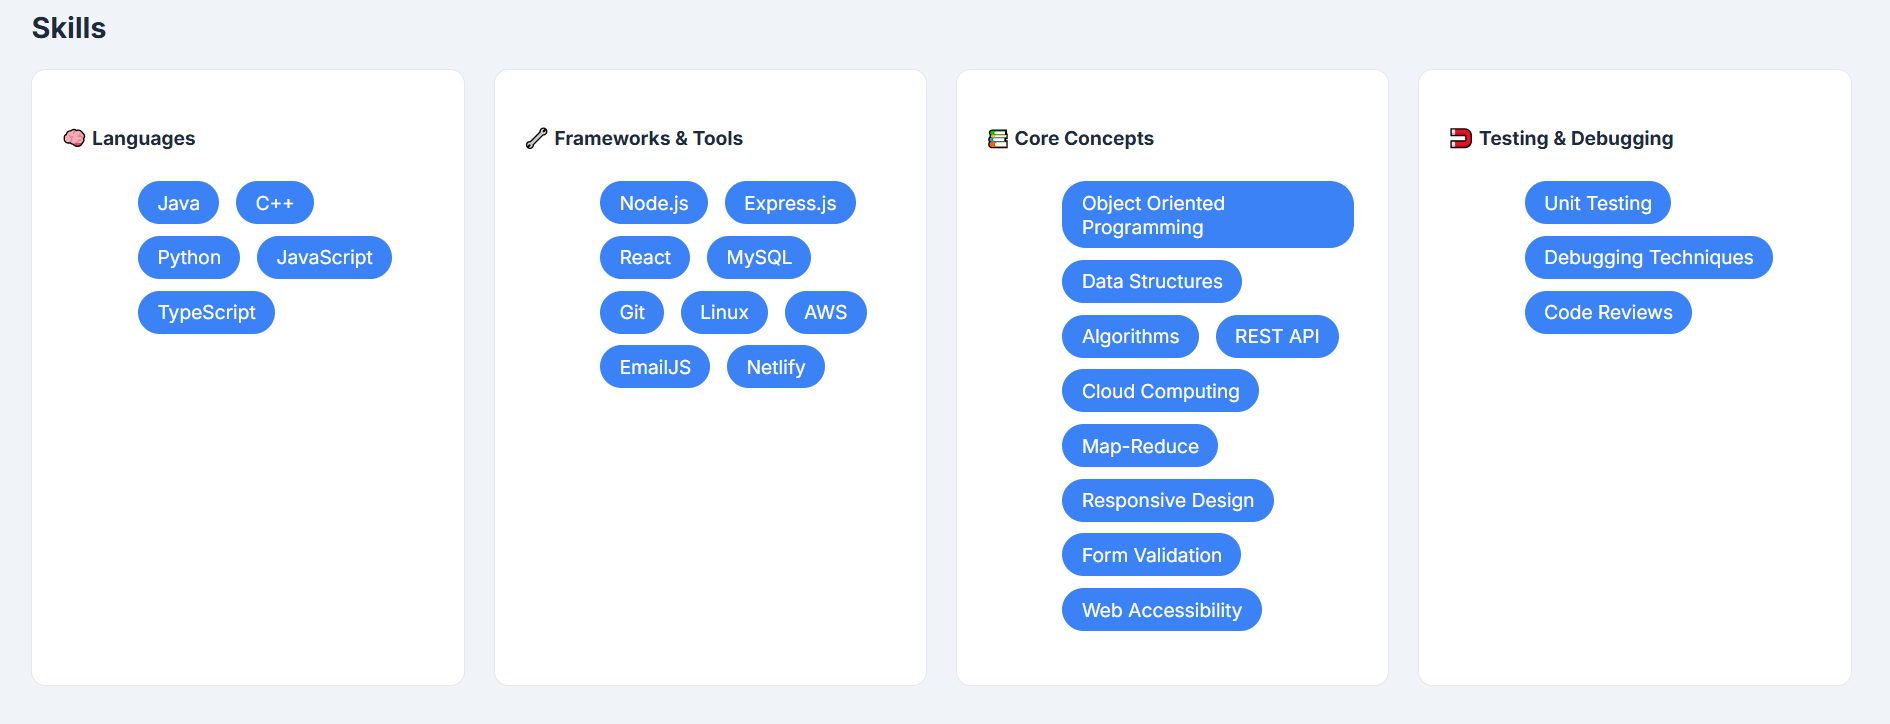 Skills
Languages
Java
C++
Python
JavaScript
TypeScript
Frameworks & Tools
Node.js
Express.js
React
MySQL
Git
Linux
AWS
EmailJS
Netlify
Core Concepts
Object Oriented
Programming
Data Structures
Algorithms
REST API
Cloud Computing
Map-Reduce
Responsive Design
Form Validation
Web Accessibility
Testing & Debugging
Unit Testing
Debugging Techniques
Code Reviews